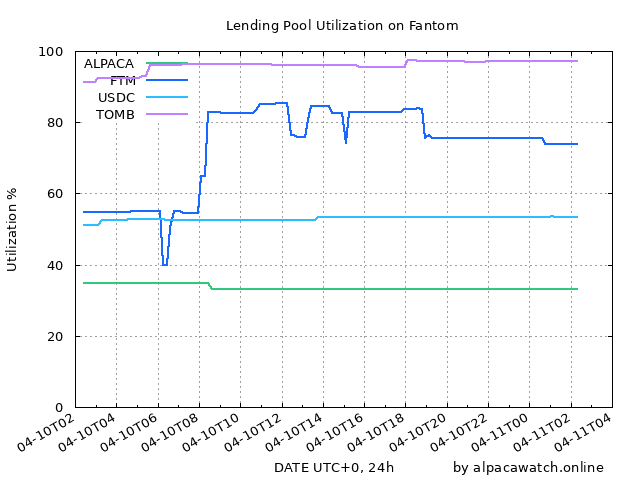 Lending Pool Utilization on Fantom
100
80
60
40
20
0
Utilization %
ALPACA
FTM
USDC
TOMB
04-10T02
04-10T04
04-10T06
04-10T08
04-10T10
04-10T12
04-10T14
04-10T16
04-10T18
04-10T20
04-10T22
04-11T00
04-11T02
04-11T04
DATE UTC+0, 24h
by alpacawatch.online